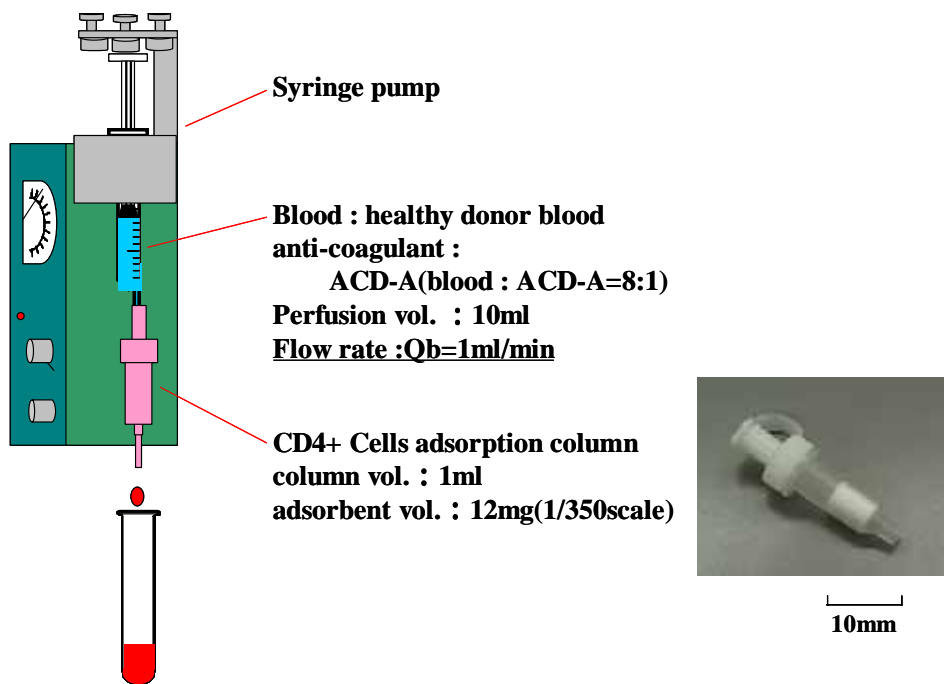 Syringe pump
Blood : healthy donor blood
anti-coagulant :
ACD-A(blood : ACD-A=8:1)
Perfusion vol. : 10ml
Flow rate :Qb=1ml/min
CD4+ Cells adsorption column
column vol. : 1ml
adsorbent vol. : 12mg(1/350scale)
10mm